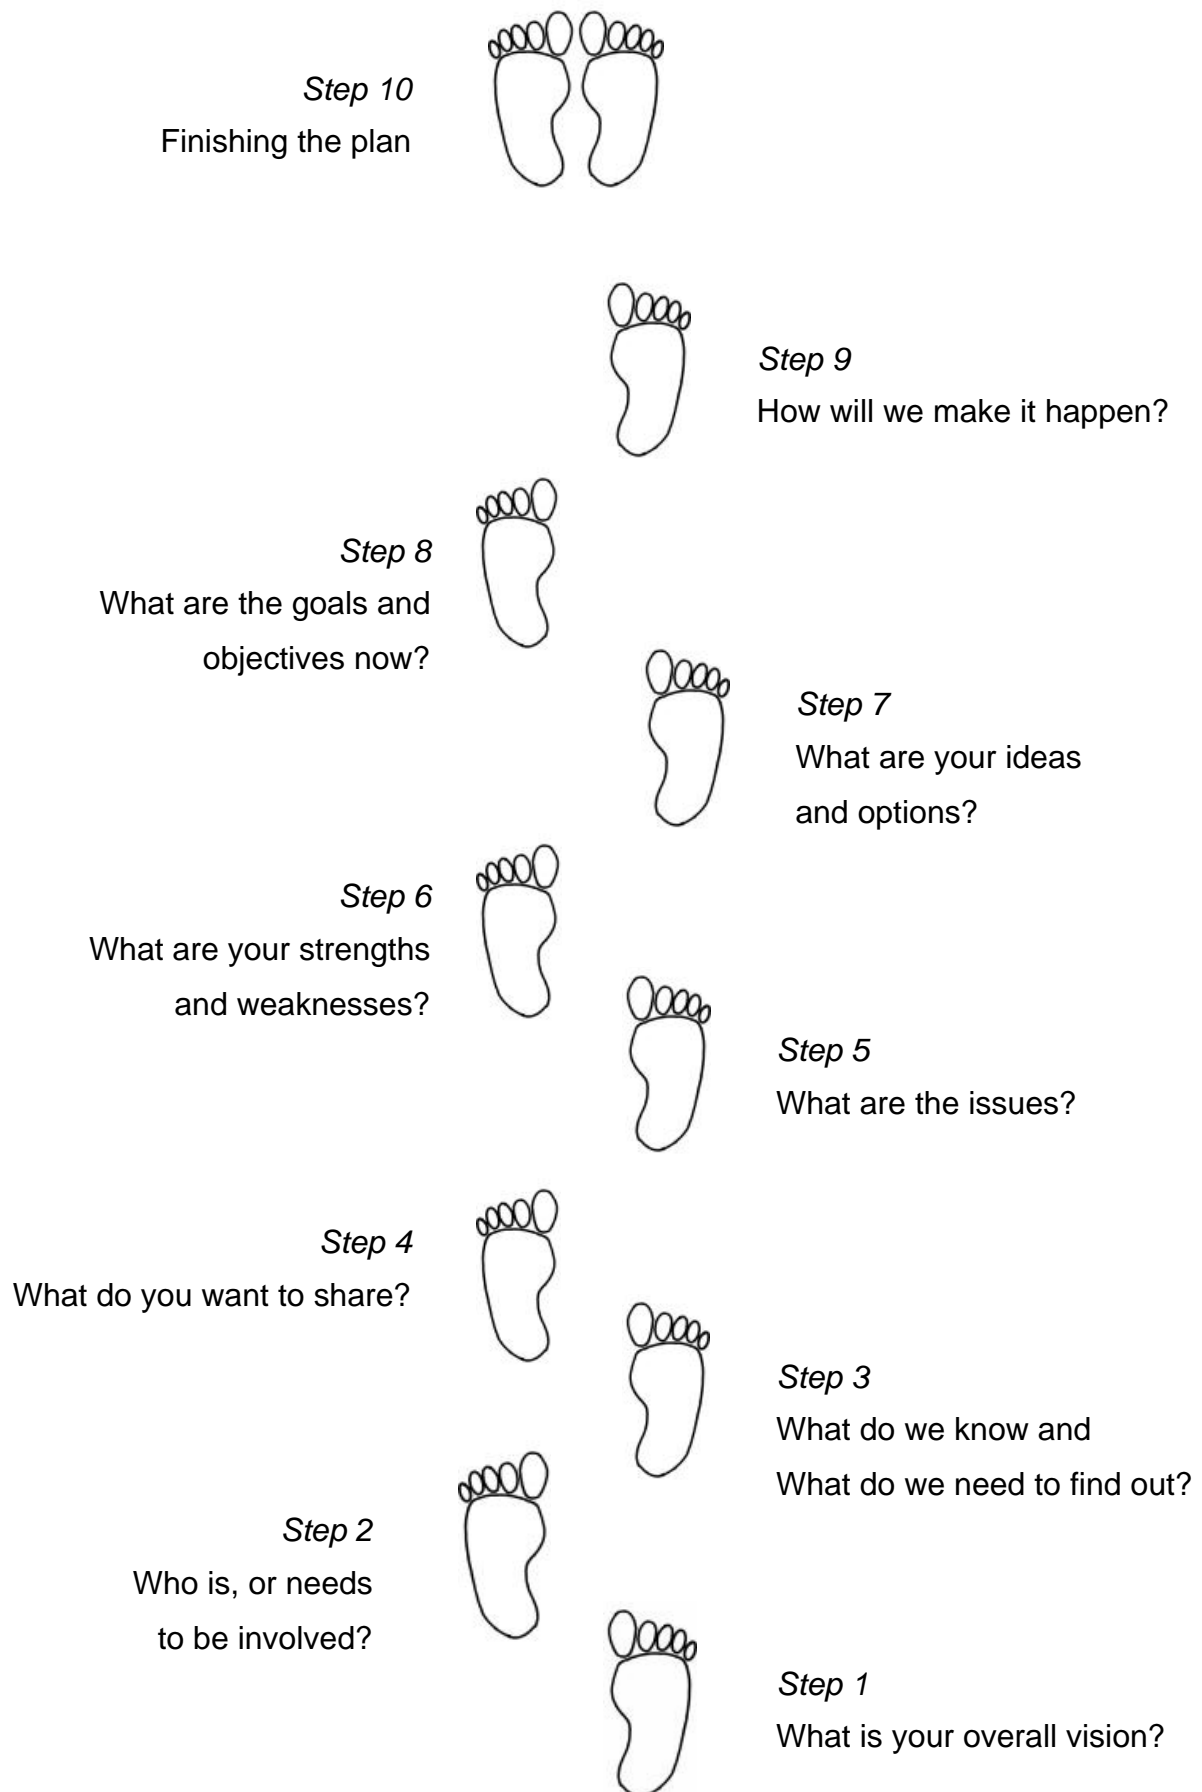 Step 10
Finishing the plan
Step 9
How will we make it happen?
Step 8
What are the goals and
objectives now?
Step 7
What are your ideas
and options?
Step 6
What are your strengths
and weaknesses?
Step 5
What are the issues?
Step 4
What do you want to share?
Step 3
What do we know and
What do we need to find out?
Step 2
Who is, or needs
to be involved?
Step 1
What is your overall vision?